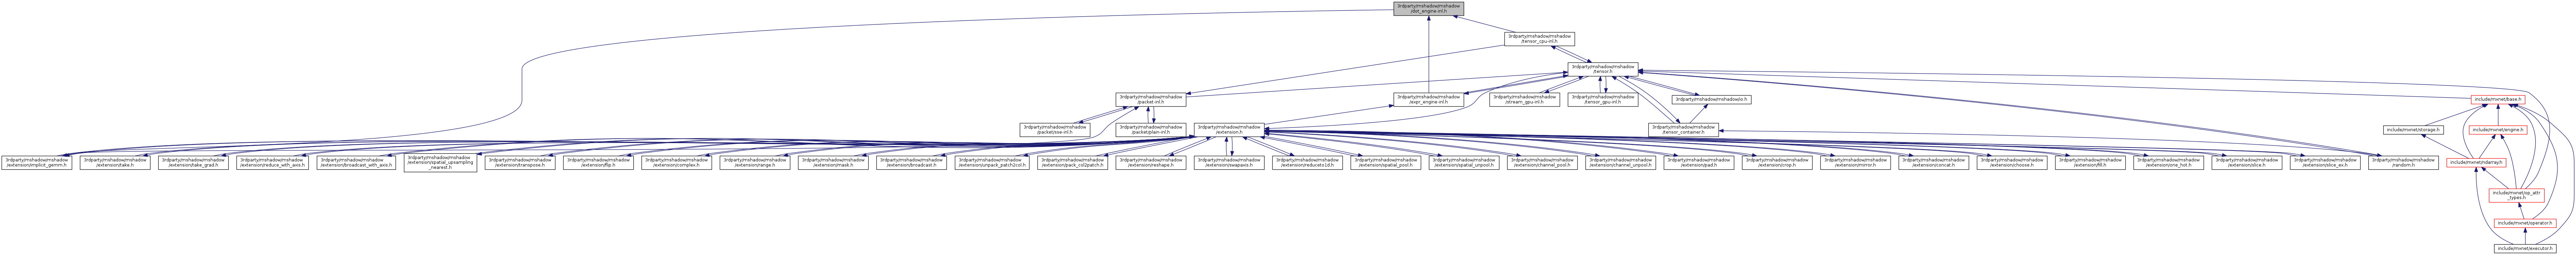 3rdparty/mshadow/mshadow
/dot_engine-inl.h
3rdparty/mshadow/mshadow
/tensor_cpu-inl.h
3rdparty/mshadow/mshadow
/tensor.h
3rdparty/mshadow/mshadow
/packet-inl.h
3rdparty/mshadow/mshadow
/expr_engine-inl.h
3rdparty/mshadow/mshadow
/stream_gpu-inl.h
3rdparty/mshadow/mshadow
/tensor_gpu-inl.h
3rdparty/mshadow/mshadow/io.h
include/mxnet/base.h
3rdparty/mshadow/mshadow
/packet/sse-inl.h
3rdparty/mshadow/mshadow
/packet/plain-inl.h
3rdparty/mshadow/mshadow
/extension.h
3rdparty/mshadow/mshadow
/tensor_container.h
include/mxnet/storage.h
include/mxnet/engine.h
3rdparty/mshadow/mshadow
/extension/implicit_gemm.h
3rdparty/mshadow/mshadow
/extension/take.h
3rdparty/mshadow/mshadow
/extension/take_grad.h
3rdparty/mshadow/mshadow
/extension/reduce_with_axis.h
3rdparty/mshadow/mshadow
/extension/broadcast_with_axis.h
3rdparty/mshadow/mshadow
/extension/spatial_upsampling
_nearest.h
3rdparty/mshadow/mshadow
/extension/transpose.h
3rdparty/mshadow/mshadow
/extension/flip.h
3rdparty/mshadow/mshadow
/extension/complex.h
3rdparty/mshadow/mshadow
/extension/range.h
3rdparty/mshadow/mshadow
/extension/mask.h
3rdparty/mshadow/mshadow
/extension/broadcast.h
3rdparty/mshadow/mshadow
/extension/unpack_patch2col.h
3rdparty/mshadow/mshadow
/extension/pack_col2patch.h
3rdparty/mshadow/mshadow
/extension/reshape.h
3rdparty/mshadow/mshadow
/extension/swapaxis.h
3rdparty/mshadow/mshadow
/extension/reduceto1d.h
3rdparty/mshadow/mshadow
/extension/spatial_pool.h
3rdparty/mshadow/mshadow
/extension/spatial_unpool.h
3rdparty/mshadow/mshadow
/extension/channel_pool.h
3rdparty/mshadow/mshadow
/extension/channel_unpool.h
3rdparty/mshadow/mshadow
/extension/pad.h
3rdparty/mshadow/mshadow
/extension/crop.h
3rdparty/mshadow/mshadow
/extension/mirror.h
3rdparty/mshadow/mshadow
/extension/concat.h
3rdparty/mshadow/mshadow
/extension/choose.h
3rdparty/mshadow/mshadow
/extension/fill.h
3rdparty/mshadow/mshadow
/extension/one_hot.h
3rdparty/mshadow/mshadow
/extension/slice.h
3rdparty/mshadow/mshadow
/extension/slice_ex.h
3rdparty/mshadow/mshadow
/random.h
include/mxnet/ndarray.h
include/mxnet/op_attr
_types.h
include/mxnet/operator.h
include/mxnet/executor.h